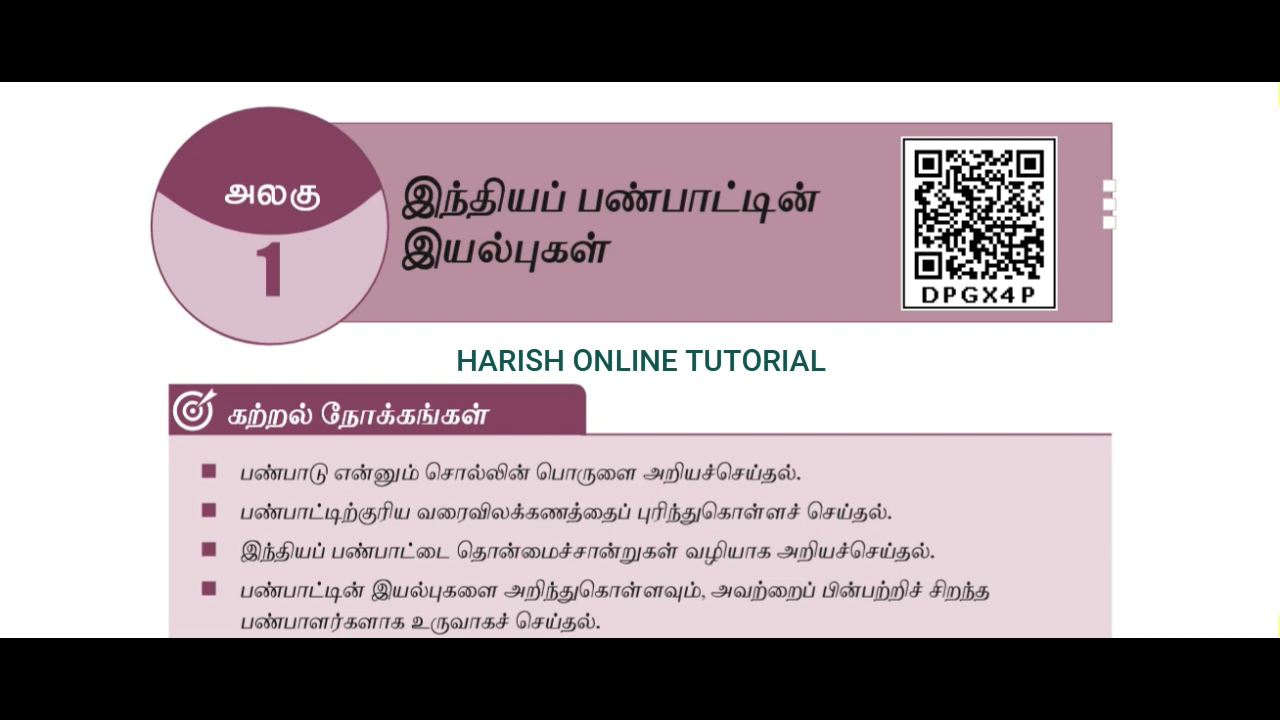 அலகு
1
இந்தியப் பண்பாட்டின்
இயல்புகள்
DPGX4P
HARISH ONLINE TUTORIAL
கற்றல் நோக்கங்கள்
பண்பாடு என்னும் சொல்லின் பொருளை அறியச்செய்தல்.
பண்பாட்டிற்குரிய வரைவிலக்கணத்தைப் புரிந்துகொள்ளச் செய்தல்.
இந்தியப் பண்பாட்டை தொன்மைச்சான்றுகள் வழியாக அறியச்செய்தல்.
பண்பாட்டின் இயல்புகளை அறிந்துகொள்ளவும், அவற்றைப் பின்பற்றிச் சிறந்த
பண்பாளர்களாக உருவாகச் செய்தல்.